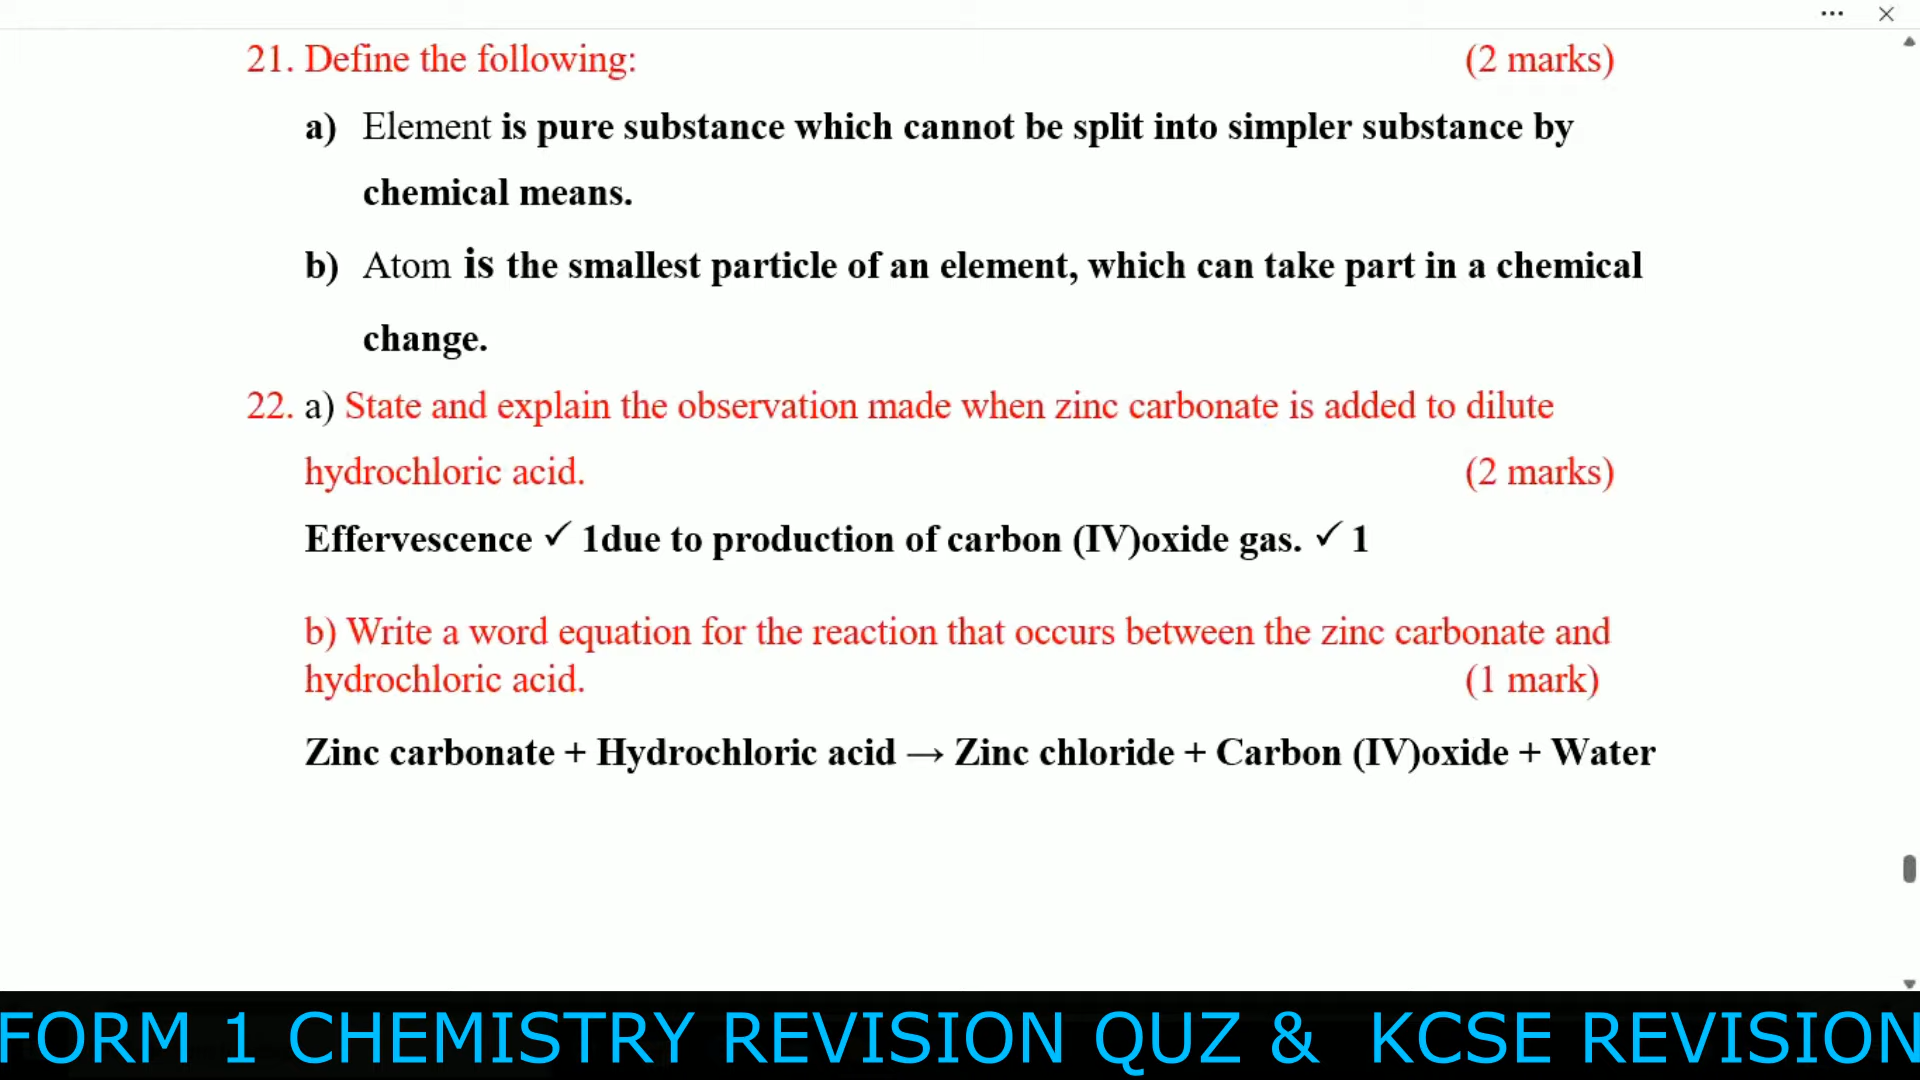 21. Define the following: (2 marks)
a) Element is pure substance which cannot be split into simpler substance by
chemical means.
b) Atom is the smallest particle of an element, which can take part in a chemical
change.
22. a) State and explain the observation made when zinc carbonate is added to dilute
hydrochloric acid. (2 marks)
Effervescence ✓ 1due to production of carbon (IV)oxide gas. ✓ 1
b) Write a word equation for the reaction that occurs between the zinc carbonate and
hydrochloric acid. (1 mark)
Zinc carbonate + Hydrochloric acid → Zinc chloride + Carbon (IV)oxide + Water
FORM 1 CHEMISTRY REVISION QUZ & KCSE REVISION